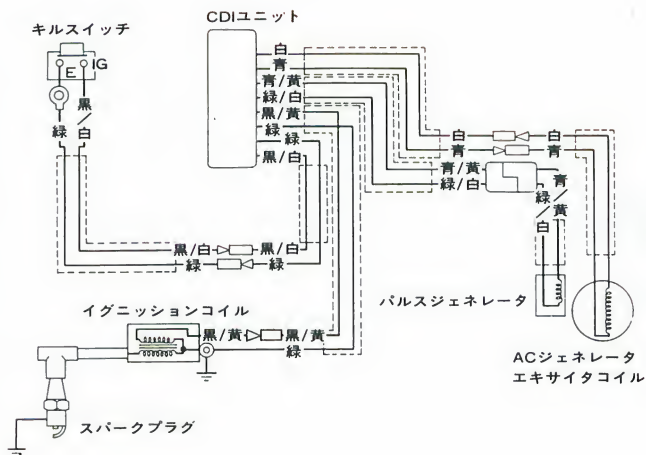 CDIユニット
キルスイッチ
E
IG
緑
黒/白
白
青
青/黄
緑/白
黒/黄
緑
緑
黒/白
白 白
青 青
青/黄
緑/白
緑/白
青/黄
黒/白 黒/白
緑 緑
パルスジェネレータ
ACジェネレータ
エキサイタコイル
イグニッションコイル
黒/黄 黒/黄
緑
スパークプラグ